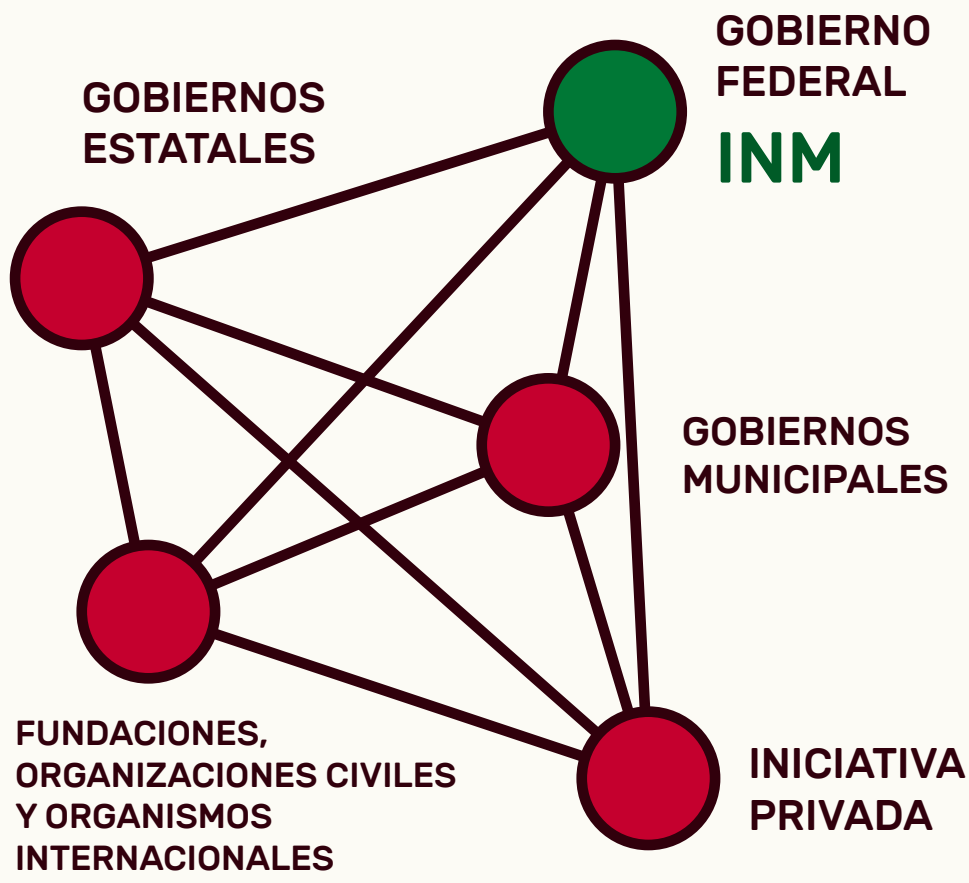 GOBIERNO
FEDERAL
INM
GOBIERNOS
ESTATALES
GOBIERNOS
MUNICIPALES
FUNDACIONES,
ORGANIZACIONES CIVILES
Y ORGANISMOS
INTERNACIONALES
INICIATIVA
PRIVADA